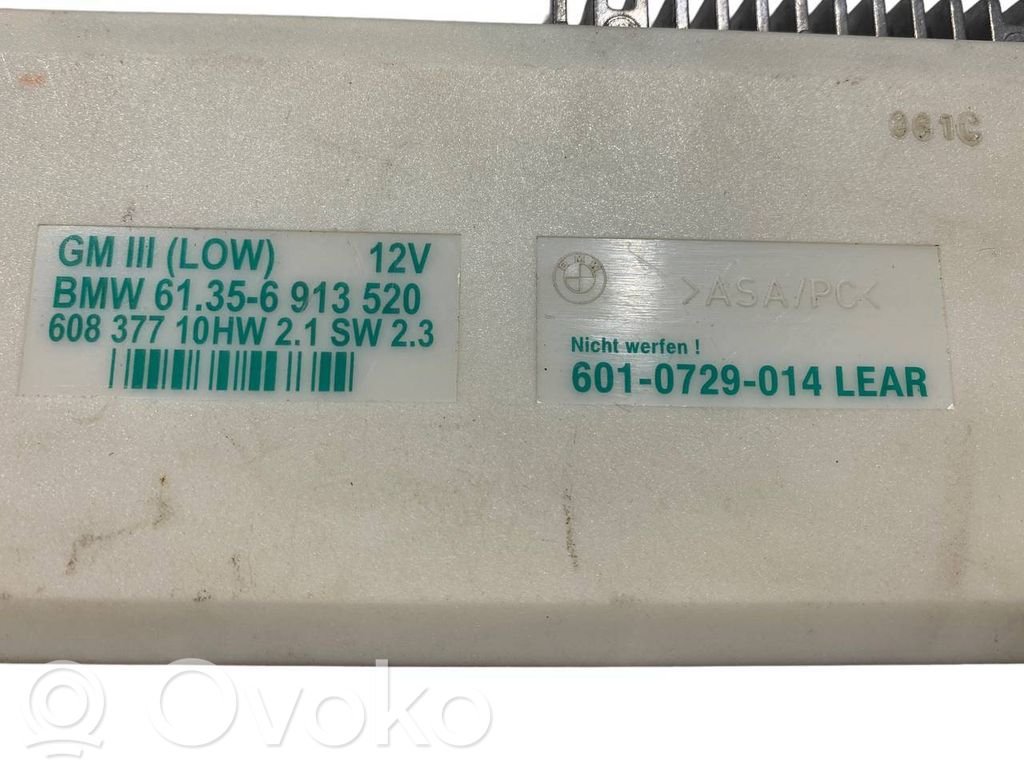 961C
GM III (LOW) 12V
BMW 61.35-6 913 520
608 377 10HW 2.1 SW 2.3
BMW
>ASA/PC<
Nicht werfen !
601-0729-014 LEAR
Ovoko